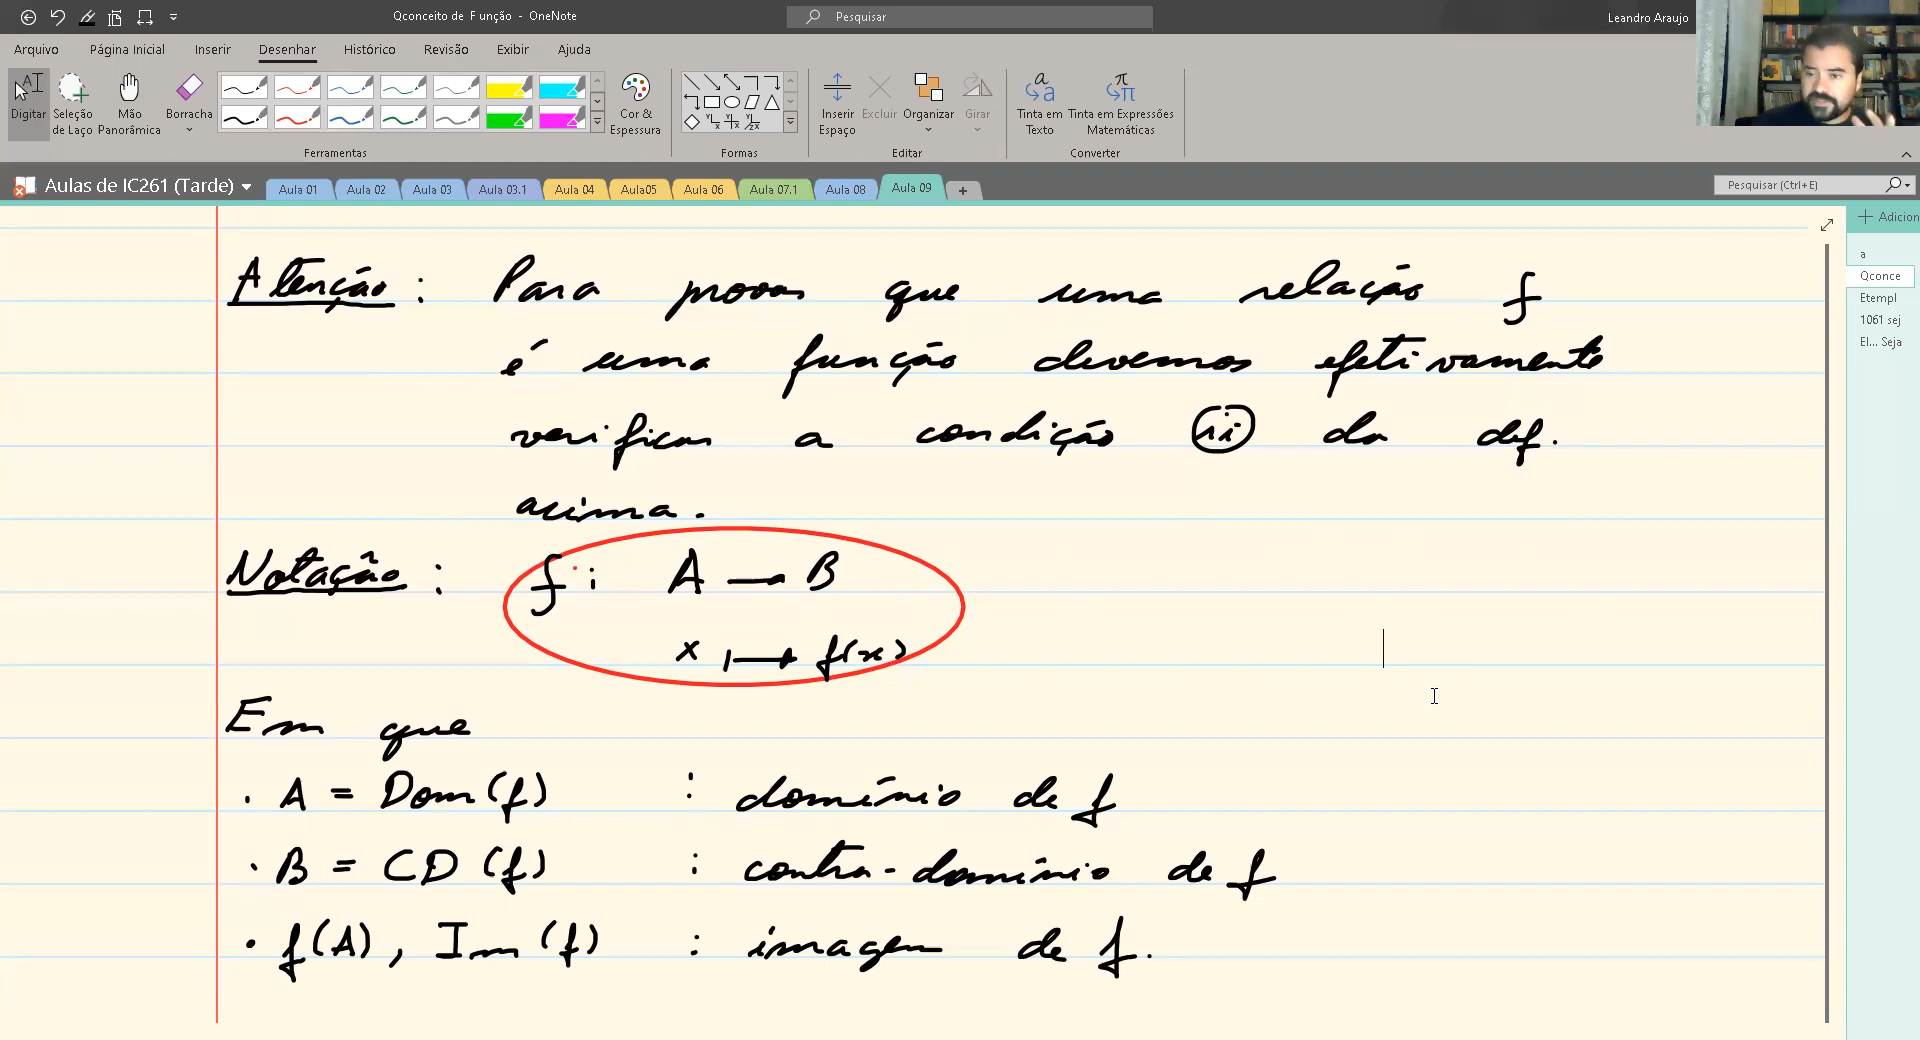 Qconceito de F unção - OneNote
Pesquisar
Leandro Araujo
Arquivo Página Inicial Inserir Desenhar Histórico Revisão Exibir Ajuda
Digitar
Seleção de Laço
Mão Panorâmica
Borracha
Cor & Espessura
Inserir Espaço
Excluir
Organizar
Girar
Tinta em Texto
Tinta em Expressões Matemáticas
Ferramentas Formas Editar Converter
Aulas de IC261 (Tarde) Aula 01 Aula 02 Aula 03 Aula 03.1 Aula 04 Aula05 Aula 06 Aula 07.1 Aula 08 Aula 09 +
Pesquisar (Ctrl+E)
Adicion
a
Qconce
Etempl
1061 sej
El... Seja
Atenção: Para provar que uma relação f
é uma função devemos efetivamente
verificar a condição (ii) da def.
acima.
Notação: f: A → B
x ↦ f(x)
Em que
· A = Dom(f) : domínio de f
· B = CD(f) : contra-domínio de f
· f(A), Im(f) : imagem de f.